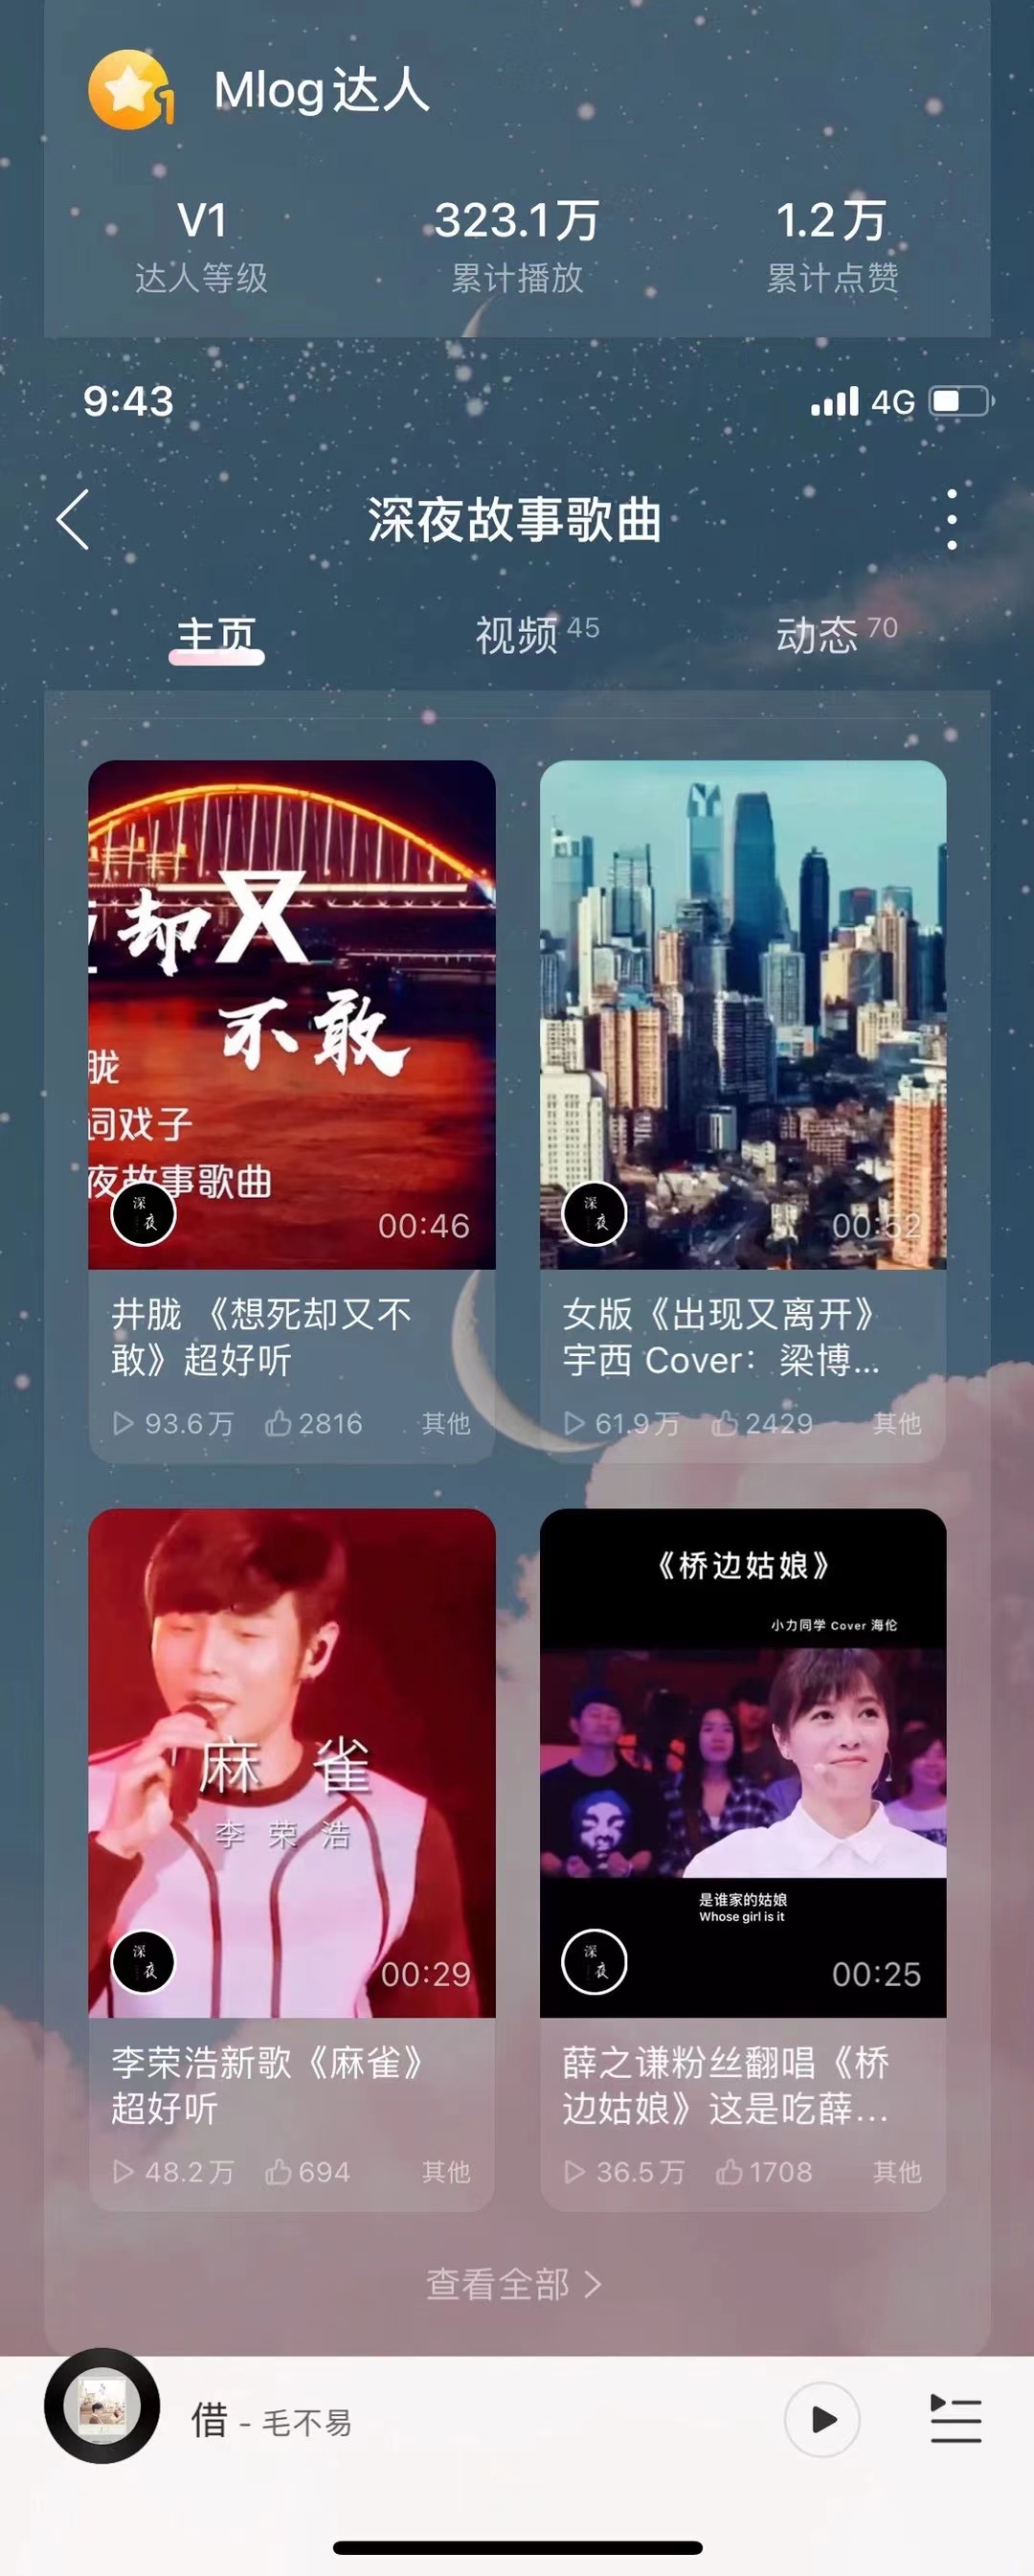 Mlog达人
V1
323.1万
1.2万
达人等级
累计播放
累计点赞
9:43
4G
深夜故事歌曲
主页
视频 45
动态 70
却又
不敢
胧
词戏子
夜故事歌曲
深
夜
00:46
深
夜
00:52
井胧 《想死却又不
敢》超好听
93.6万
2816
其他
女版《出现又离开》
宇西 Cover：梁博...
61.9万
2429
其他
麻 雀
李 荣 浩
深
夜
00:29
《桥边姑娘》
小力同学 Cover 海伦
是谁家的姑娘
Whose girl is it
深
夜
00:25
李荣浩新歌《麻雀》
超好听
48.2万
694
其他
薛之谦粉丝翻唱《桥
边姑娘》这是吃薛...
36.5万
1708
其他
查看全部
借 - 毛不易